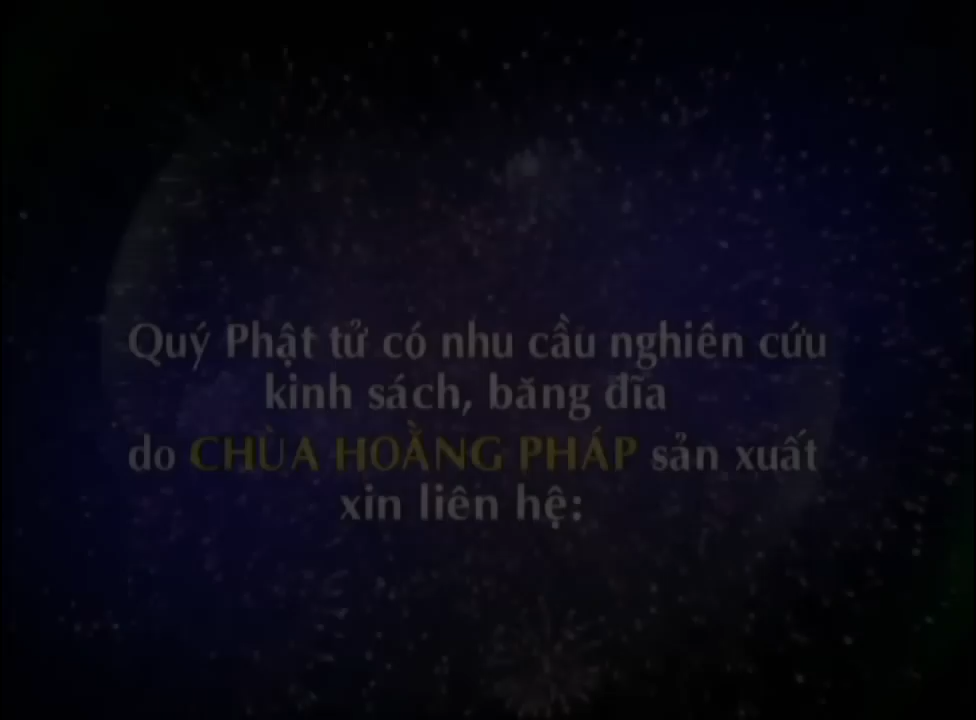 Quý Phật tử có nhu cầu nghiên cứu
kinh sách, băng đĩa
do CHÙA HOẰNG PHÁP sản xuất
xin liên hệ: